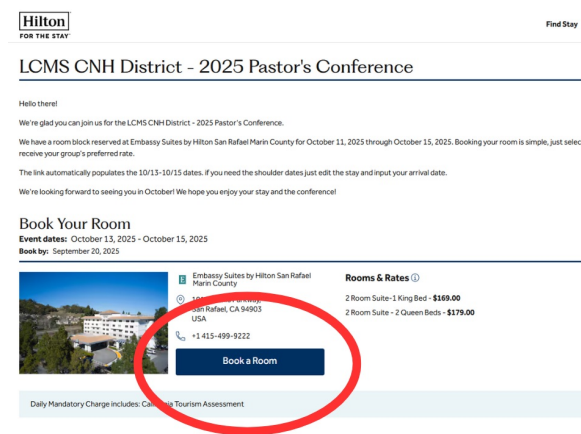 Hilton
FOR THE STAY
Find Stay
LCMS CNH District - 2025 Pastor's Conference
Hello there!
We're glad you can join us for the LCMS CNH District - 2025 Pastor's Conference.
We have a room block reserved at Embassy Suites by Hilton San Rafael Marin County for October 11, 2025 through October 15, 2025. Booking your room is simple, just selec
receive your group's preferred rate.
The link automatically populates the 10/13-10/15 dates. if you need the shoulder dates just edit the stay and input your arrival date.
We're looking forward to seeing you in October! We hope you enjoy your stay and the conference!
Book Your Room
Event dates: October 13, 2025 - October 15, 2025
Book by: September 20, 2025
Embassy Suites by Hilton San Rafael
Marin County
San Rafael, CA 94903
USA
+1 415-499-9222
Book a Room
Rooms & Rates
2 Room Suite-1 King Bed - $169.00
2 Room Suite - 2 Queen Beds - $179.00
Daily Mandatory Charge includes: Tourism Assessment